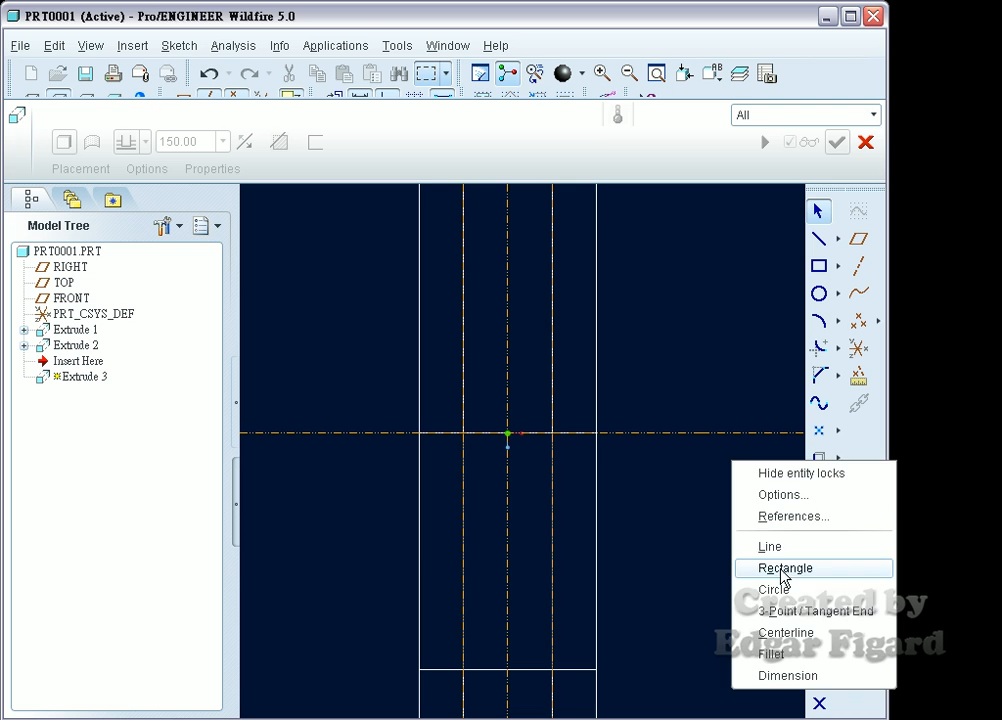 PRT0001 (Active) - Pro/ENGINEER Wildfire 5.0
File Edit View Insert Sketch Analysis Info Applications Tools Window Help
All
150.00
Placement Options Properties
Model Tree
PRT0001.PRT
RIGHT
TOP
FRONT
PRT_CSYS_DEF
Extrude 1
Extrude 2
Insert Here
Extrude 3
Hide entity locks
Options...
References...
Line
Rectangle
Circle
3-Point / Tangent End
Centerline
Fillet
Dimension
Created by
Edgar Figard